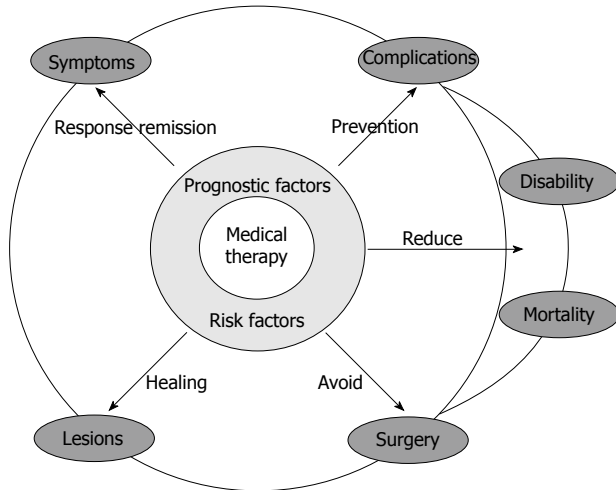 Symptoms
Complications
Response remission
Prevention
Prognostic factors
Disability
Medical
therapy
Reduce
Risk factors
Mortality
Healing
Avoid
Lesions
Surgery